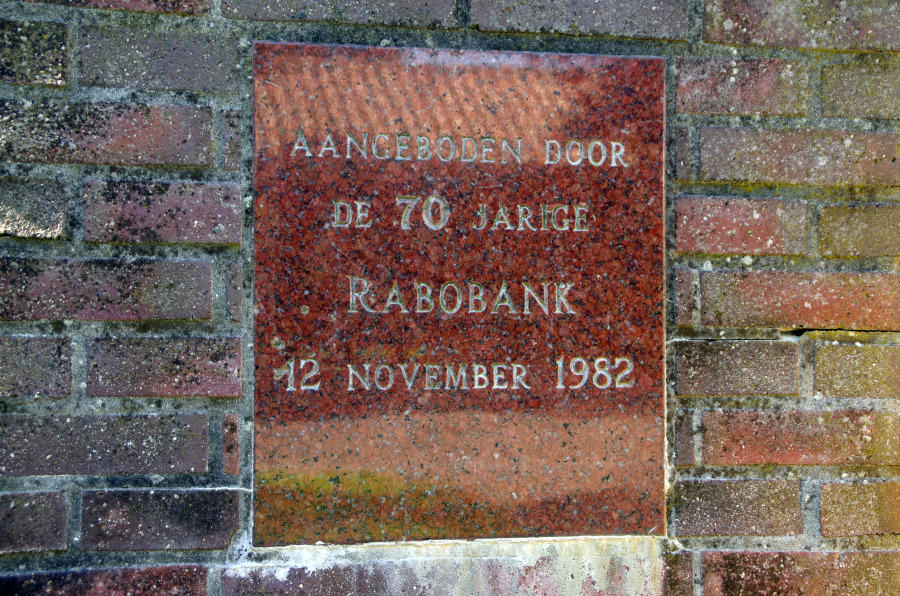 Aangeboden door
de 70 jarige
Rabobank
12 november 1982